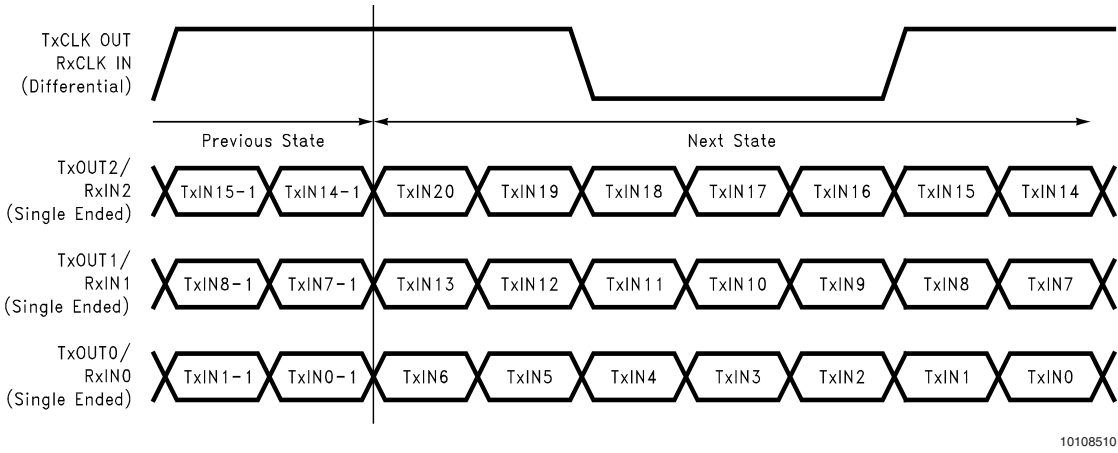 TxCLK OUT
RxCLK IN
(Differential)
Previous State
Next State
TxOUT2/
RxIN2
(Single Ended)
TxIN15-1 TxIN14-1 TxIN20 TxIN19 TxIN18 TxIN17 TxIN16 TxIN15 TxIN14
TxOUT1/
RxIN1
(Single Ended)
TxIN8-1 TxIN7-1 TxIN13 TxIN12 TxIN11 TxIN10 TxIN9 TxIN8 TxIN7
TxOUT0/
RxIN0
(Single Ended)
TxIN1-1 TxIN0-1 TxIN6 TxIN5 TxIN4 TxIN3 TxIN2 TxIN1 TxIN0
10108510